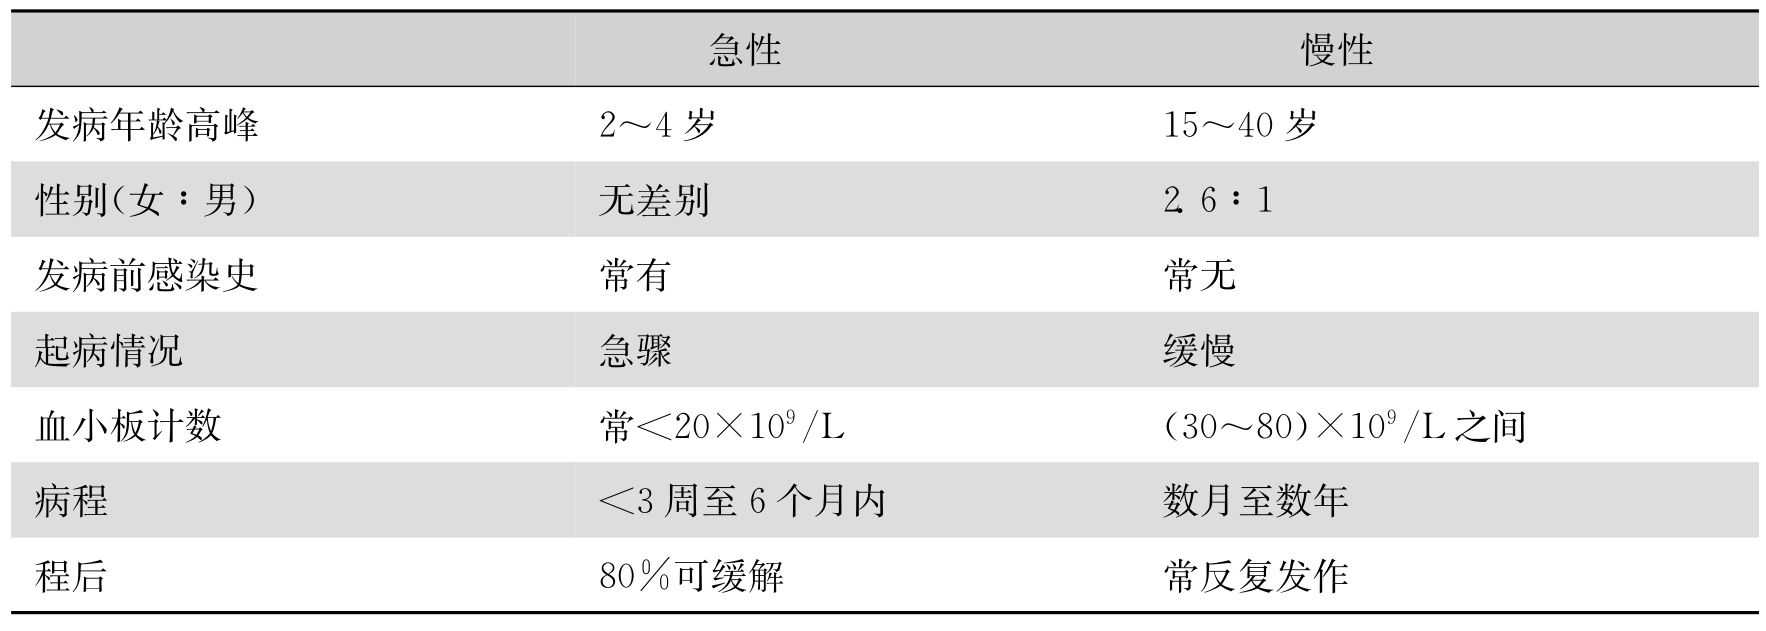 急性 慢性
发病年龄高峰 2～4 岁 15～40 岁
性别(女∶男) 无差别 2. 6∶1
发病前感染史 常有 常无
起病情况 急骤 缓慢
血小板计数 常＜20×10⁹/L (30～80)×10⁹/L 之间
病程 ＜3 周至 6 个月内 数月至数年
程后 80%可缓解 常反复发作